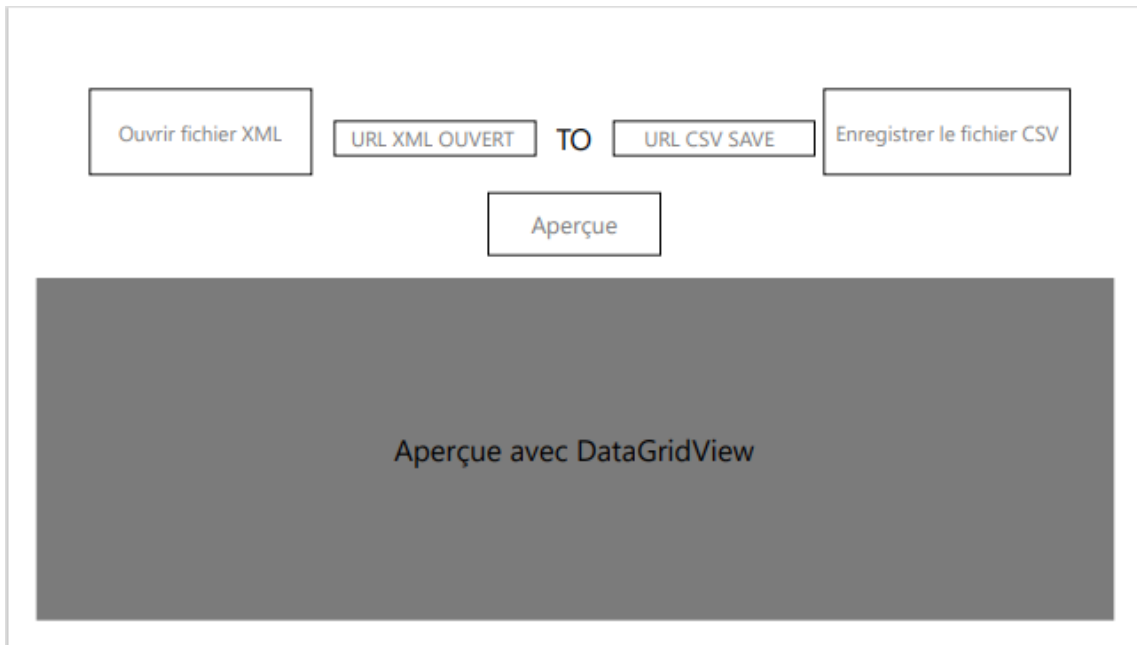 Ouvrir fichier XML
URL XML OUVERT
TO
URL CSV SAVE
Enregistrer le fichier CSV
Aperçue
Aperçue avec DataGridView